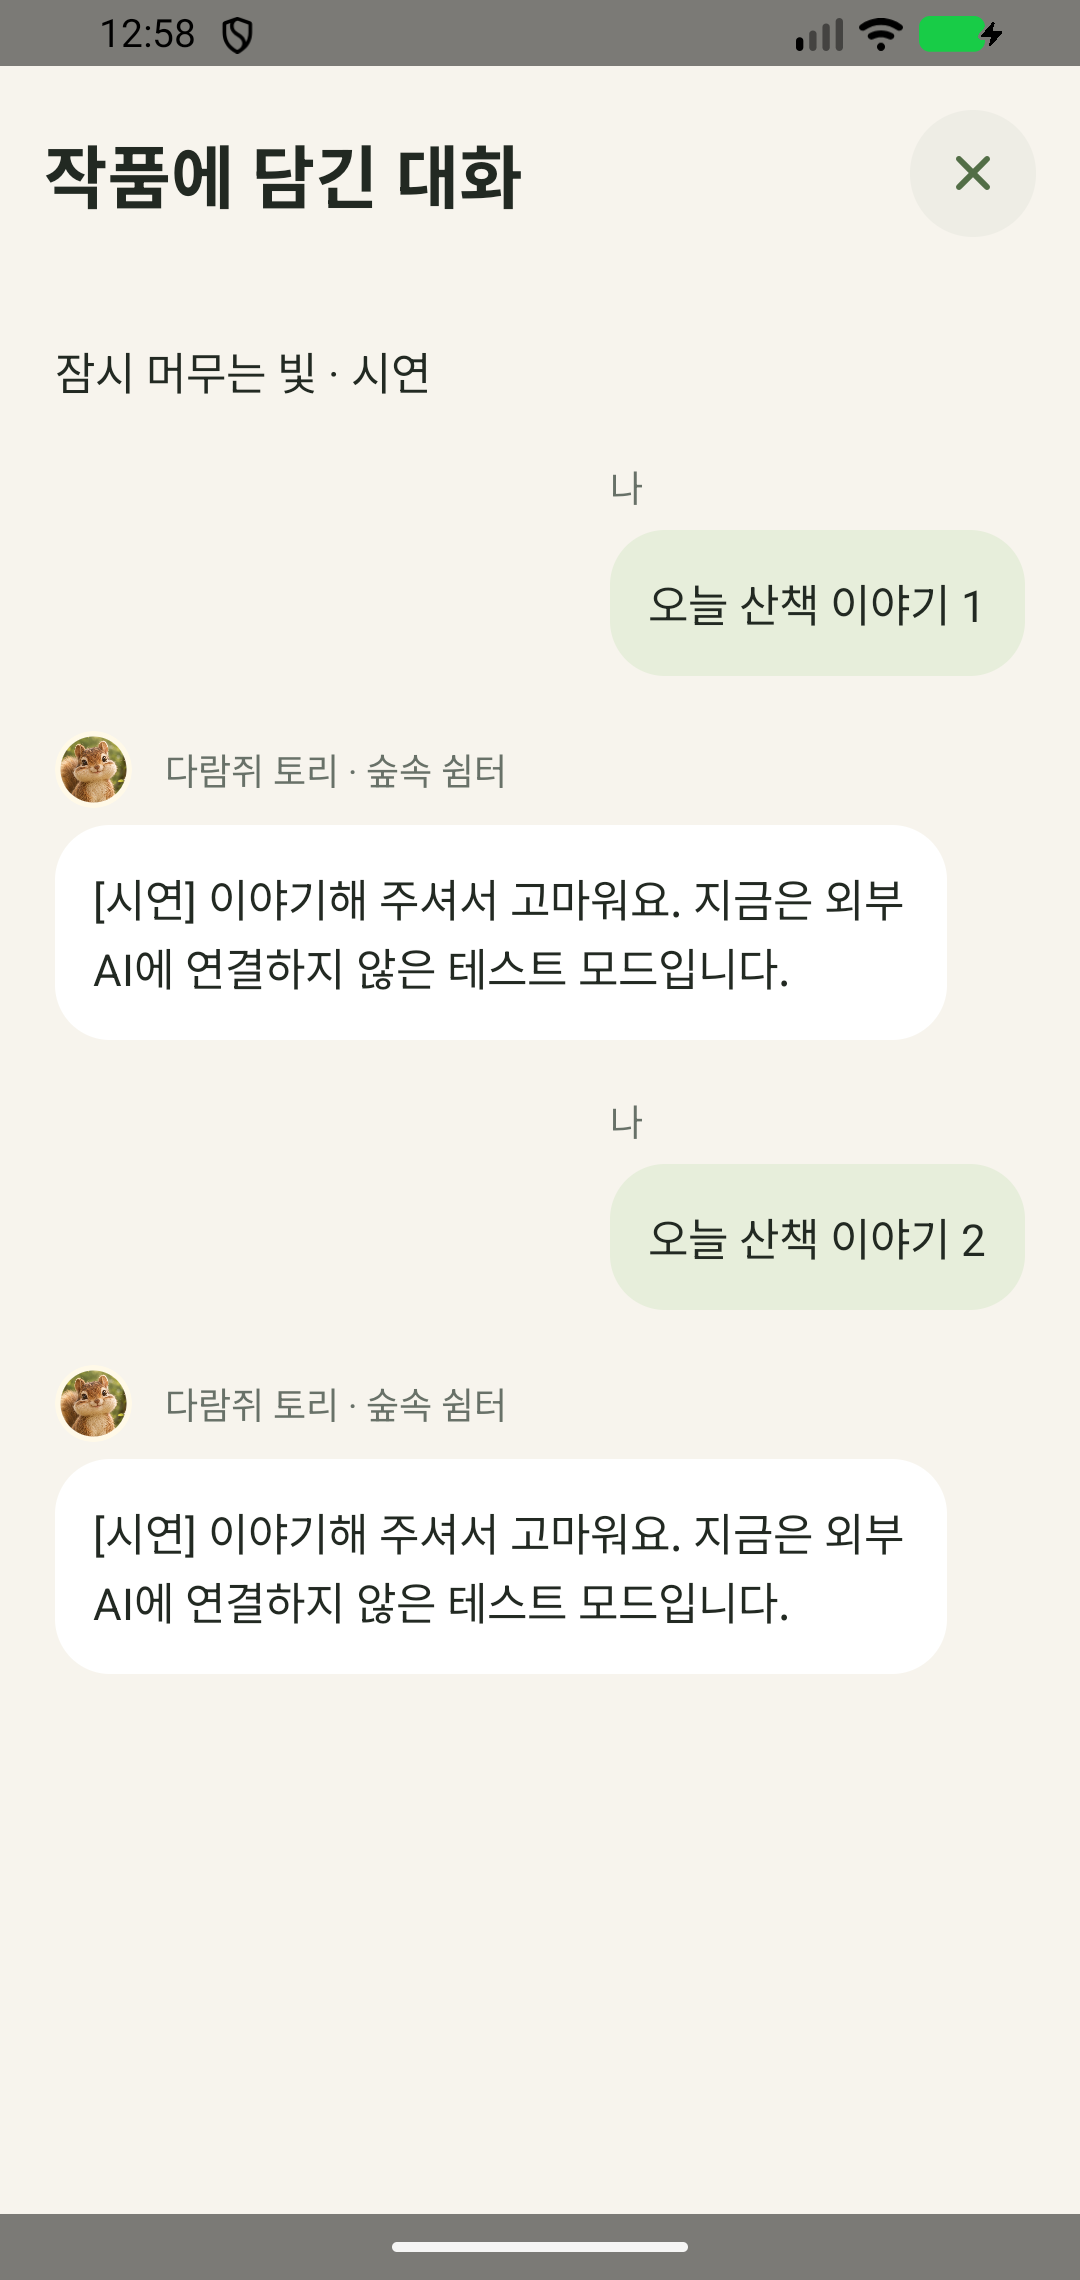 12:58
작품에 담긴 대화
잠시 머무는 빛 · 시연
나
오늘 산책 이야기 1
다람쥐 토리 · 숲속 쉼터
[시연] 이야기해 주셔서 고마워요. 지금은 외부
AI에 연결하지 않은 테스트 모드입니다.
나
오늘 산책 이야기 2
다람쥐 토리 · 숲속 쉼터
[시연] 이야기해 주셔서 고마워요. 지금은 외부
AI에 연결하지 않은 테스트 모드입니다.